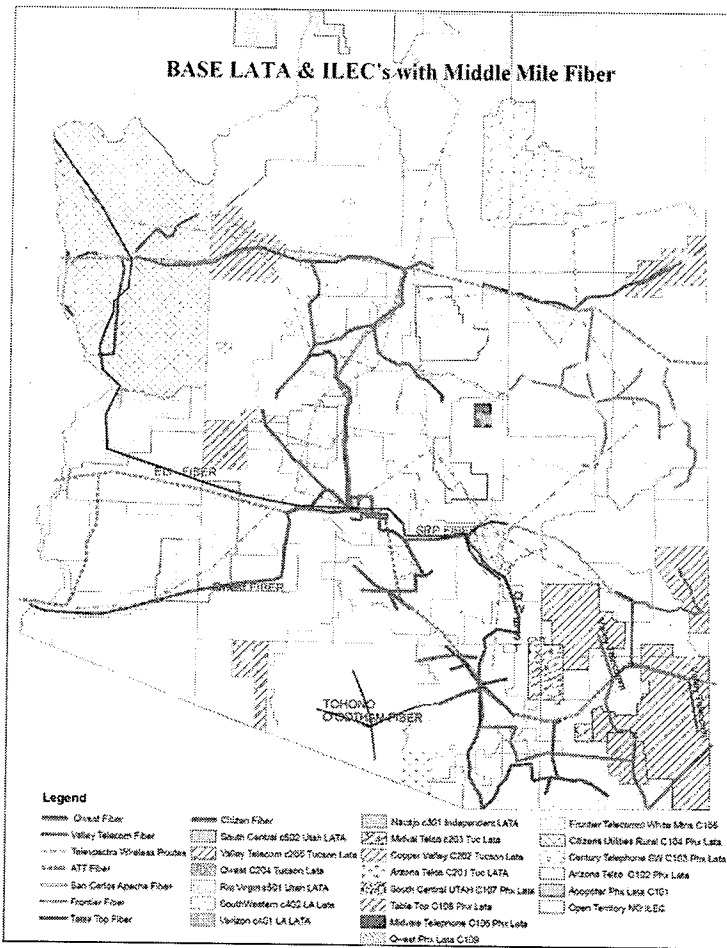 BASE LATA & ILEC's with Middle Mile Fiber
FIBER
SRP FIBER
FIBER
TOHONO
O'ODTHAM FIBER
Legend
Qwest Fiber
Valley Telecom Fiber
Telespectra Wireless Routes
ATT Fiber
San Carlos Apache Fiber
Frontier Fiber
Table Top Fiber
Citizen Fiber
South Central c502 Utah LATA
Valley Telecom c205 Tucson Lata
Qwest C204 Tucson Lata
Rio Virgin c501 Utah LATA
SouthWestern c402 LA Lata
Verizon c401 LA LATA
Navajo c301 Independent LATA
Midval Telco c203 Tuc Lata
Copper Valley C202 Tucson Lata
Arizona Telco C201 Tuc LATA
South Central UTAH C107 Phx Lata
Table Top C108 Phx Lata
Midvale Telephone C106 Phx Lata
Qwest Phx Lata C109
Frontier Telecomm White Mtns C105
Citizens Utilities Rural C104 Phx Lata
Century Telephone SW C103 Phx Lata
Arizona Telco C102 Phx Lata
Accipiter Phx Lata C101
Open Territory NO ILEC